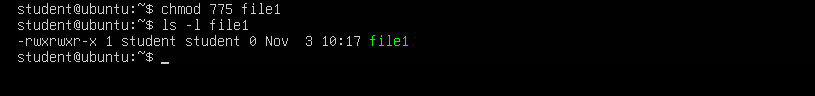 student@ubuntu:~$ chmod 775 file1
student@ubuntu:~$ ls -l file1
-rwxrwxr-x 1 student student 0 Nov  3 10:17 file1
student@ubuntu:~$ _